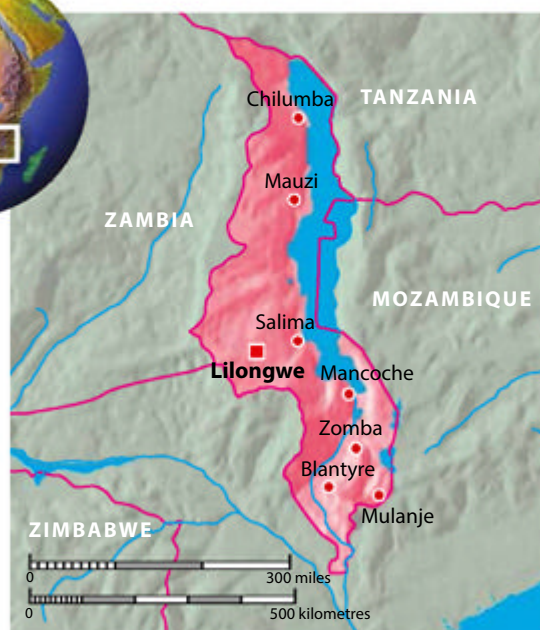 Chilumba
TANZANIA
Mauzi
ZAMBIA
MOZAMBIQUE
Salima
Lilongwe
Mancoche
Zomba
Blantyre
Mulanje
ZIMBABWE
0 300 miles
0 500 kilometres